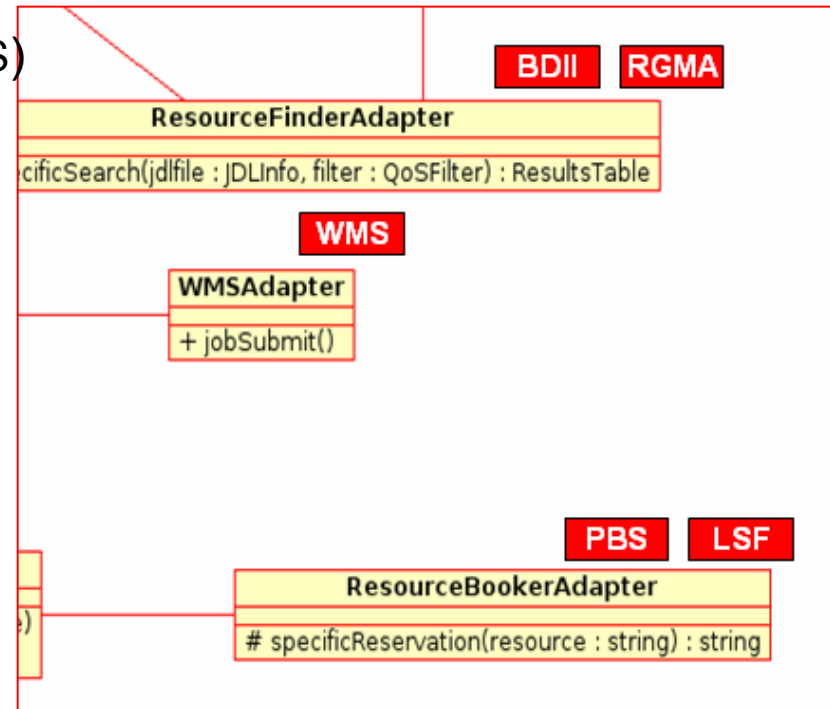 S)
BDII RGMA
ResourceFinderAdapter
cificSearch(jdlfile : JDLInfo, filter : QoSFilter) : ResultsTable
WMS
WMSAdapter
+ jobSubmit()
PBS LSF
ResourceBookerAdapter
e)
# specificReservation(resource : string) : string